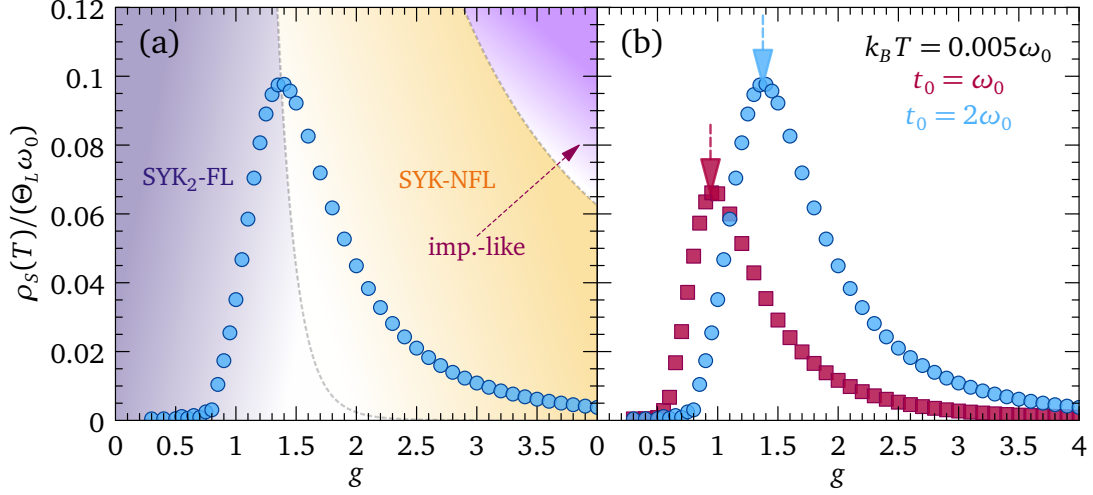 (a)
(b)
k_B T = 0.005ω_0
t_0 = ω_0
t_0 = 2ω_0
SYK_2-FL
SYK-NFL
imp.-like
ρ_S(T)/(Θ_L ω_0)
0.12
0.1
0.08
0.06
0.04
0.02
0
0 0.5 1 1.5 2 2.5 3 3.5 0 0.5 1 1.5 2 2.5 3 3.5 4
g
g